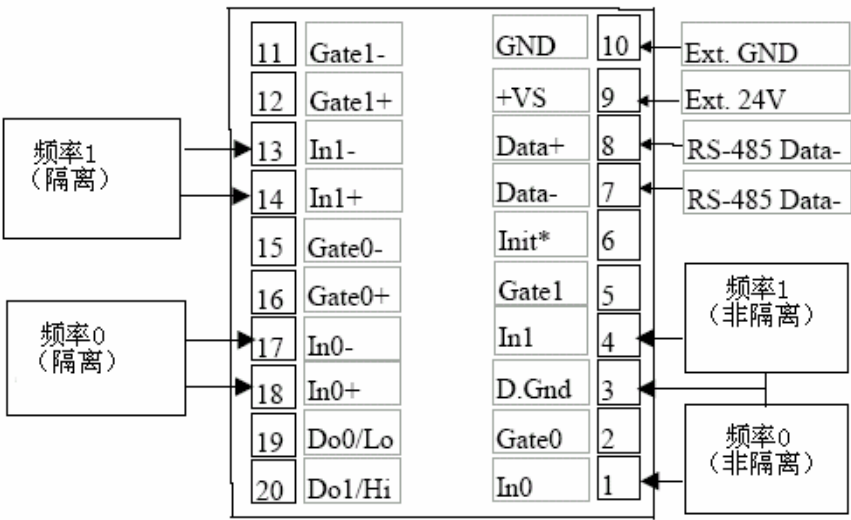 11 Gate1- GND 10 Ext. GND
12 Gate1+ +VS 9 Ext. 24V
频率1
(隔离)
13 In1- Data+ 8 RS-485 Data-
14 In1+ Data- 7 RS-485 Data-
15 Gate0- Init* 6
16 Gate0+ Gate1 5
频率1
(非隔离)
频率0
(隔离)
17 In0- In1 4
18 In0+ D.Gnd 3
19 Do0/Lo Gate0 2
频率0
(非隔离)
20 Do1/Hi In0 1